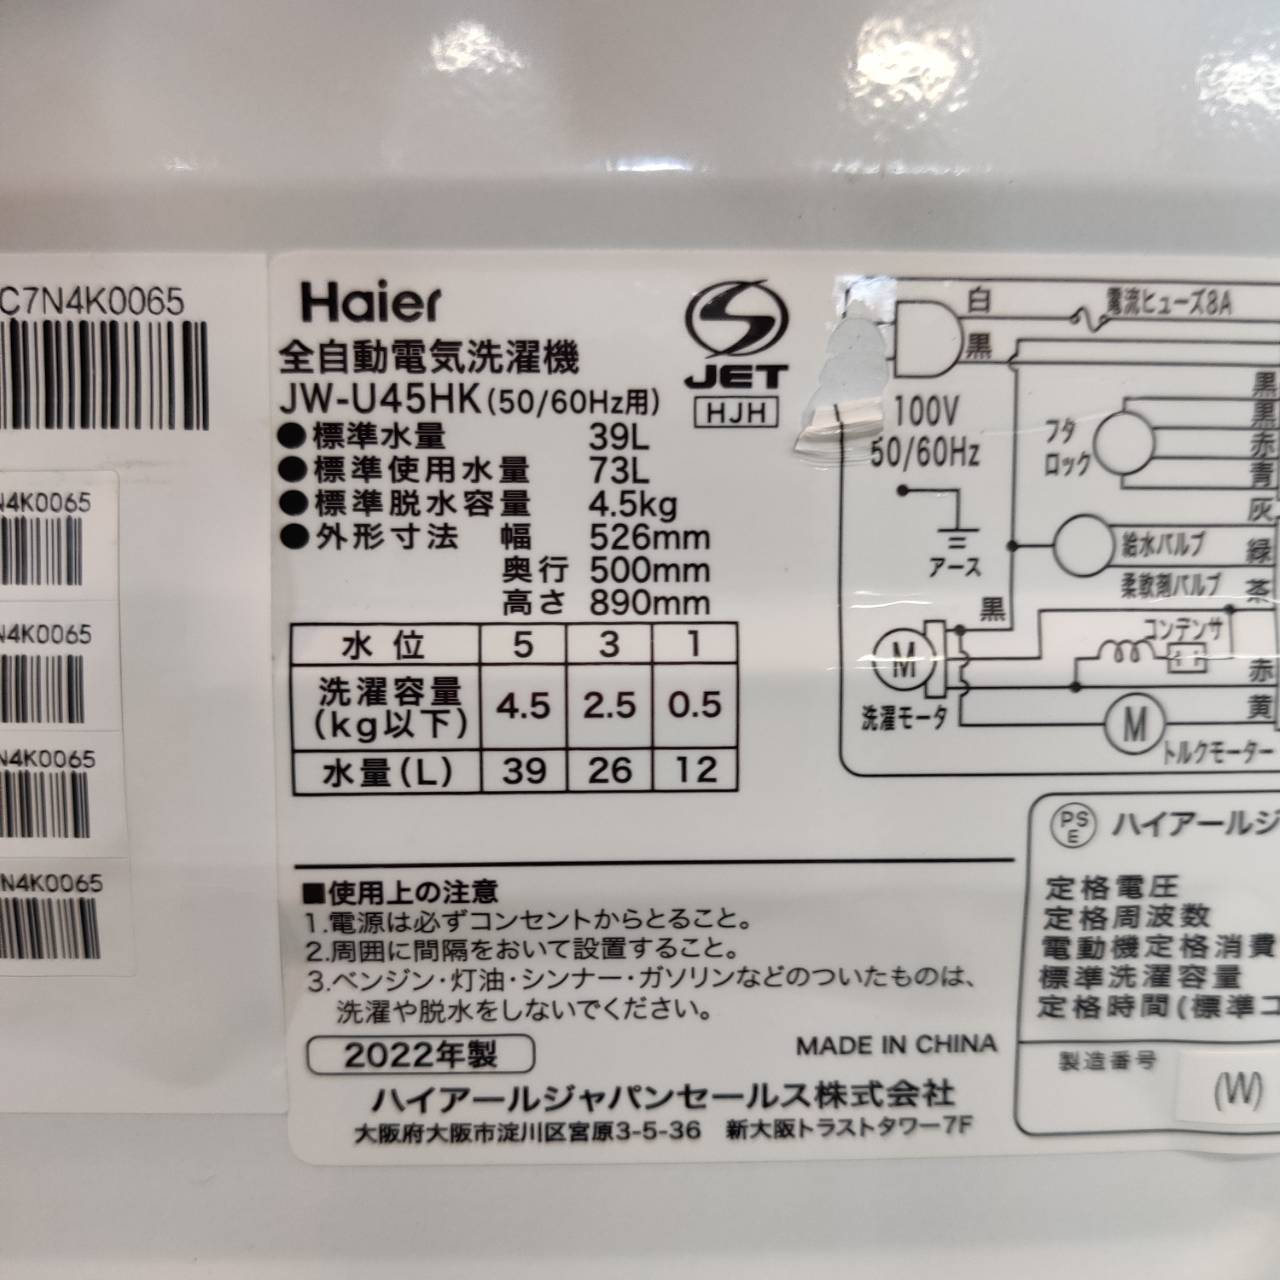 C7N4K0065
N4K0065
N4K0065
N4K0065
N4K0065
Haier
全自動電気洗濯機
JW-U45HK(50/60Hz用)
●標準水量 39L
●標準使用水量 73L
●標準脱水容量 4.5kg
●外形寸法 幅 526mm
奥行 500mm
高さ 890mm
S
JET
HJH
水位 5 3 1
洗濯容量(kg以下) 4.5 2.5 0.5
水量(L) 39 26 12
■使用上の注意
1.電源は必ずコンセントからとること。
2.周囲に間隔をおいて設置すること。
3.ベンジン・灯油・シンナー・ガソリンなどのついたものは、
洗濯や脱水をしないでください。
2022年製
MADE IN CHINA
ハイアールジャパンセールス株式会社
大阪府大阪市淀川区宮原3-5-36 新大阪トラストタワー7F
白
電流ヒューズ8A
黒
100V
50/60Hz
アース
フタ
ロック
黒
黒
赤
青
灰
給水バルブ
緑
柔軟剤バルブ
茶
黒
コンデンサ
M
赤
洗濯モータ
黄
M
トルクモーター
PSE ハイアールジ
定格電圧
定格周波数
電動機定格消費
標準洗濯容量
定格時間(標準コ
製造番号
(W)